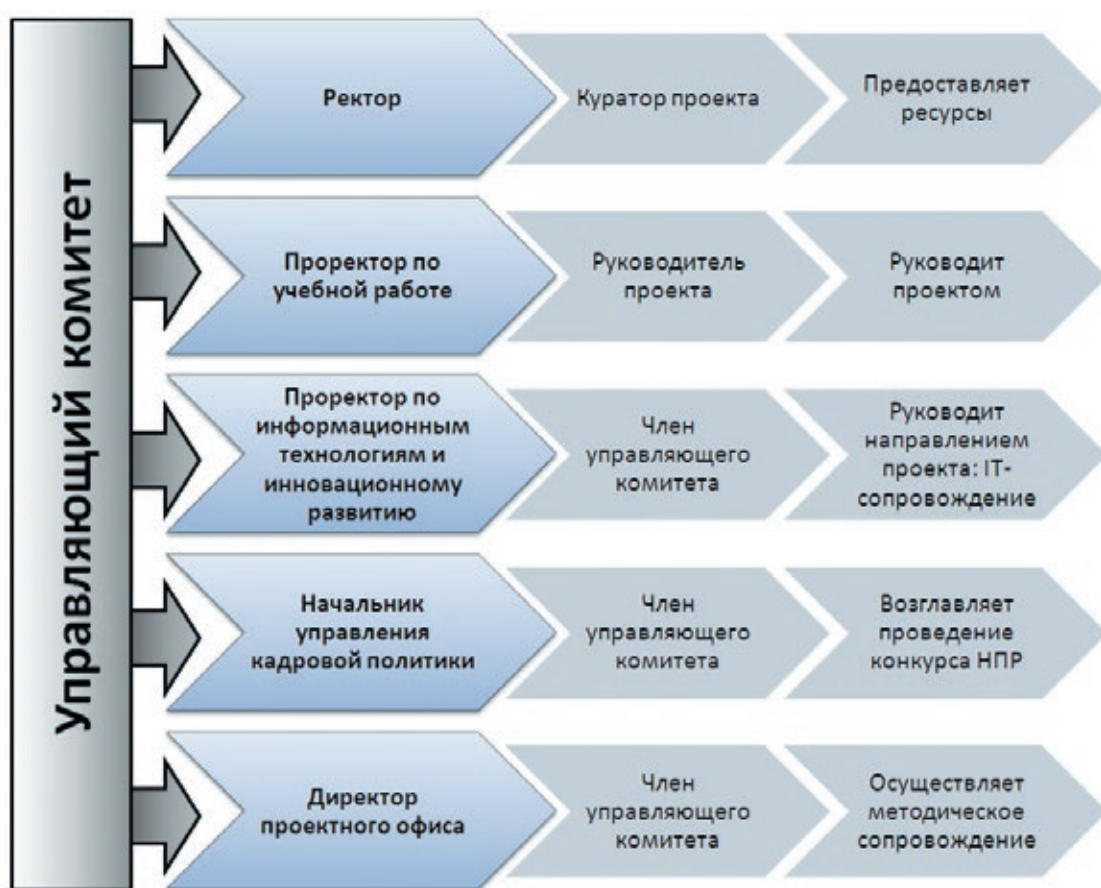 Управляющий комитет
Ректор
Куратор проекта
Предоставляет
ресурсы
Проректор по
учебной работе
Руководитель
проекта
Руководит
проектом
Проректор по
информационным
технологиям и
инновационному
развитию
Член
управляющего
комитета
Руководит
направлением
проекта: IT-
сопровождение
Начальник
управления
кадровой политики
Член
управляющего
комитета
Возглавляет
проведение
конкурса НПР
Директор
проектного офиса
Член
управляющего
комитета
Осуществляет
методическое
сопровождение